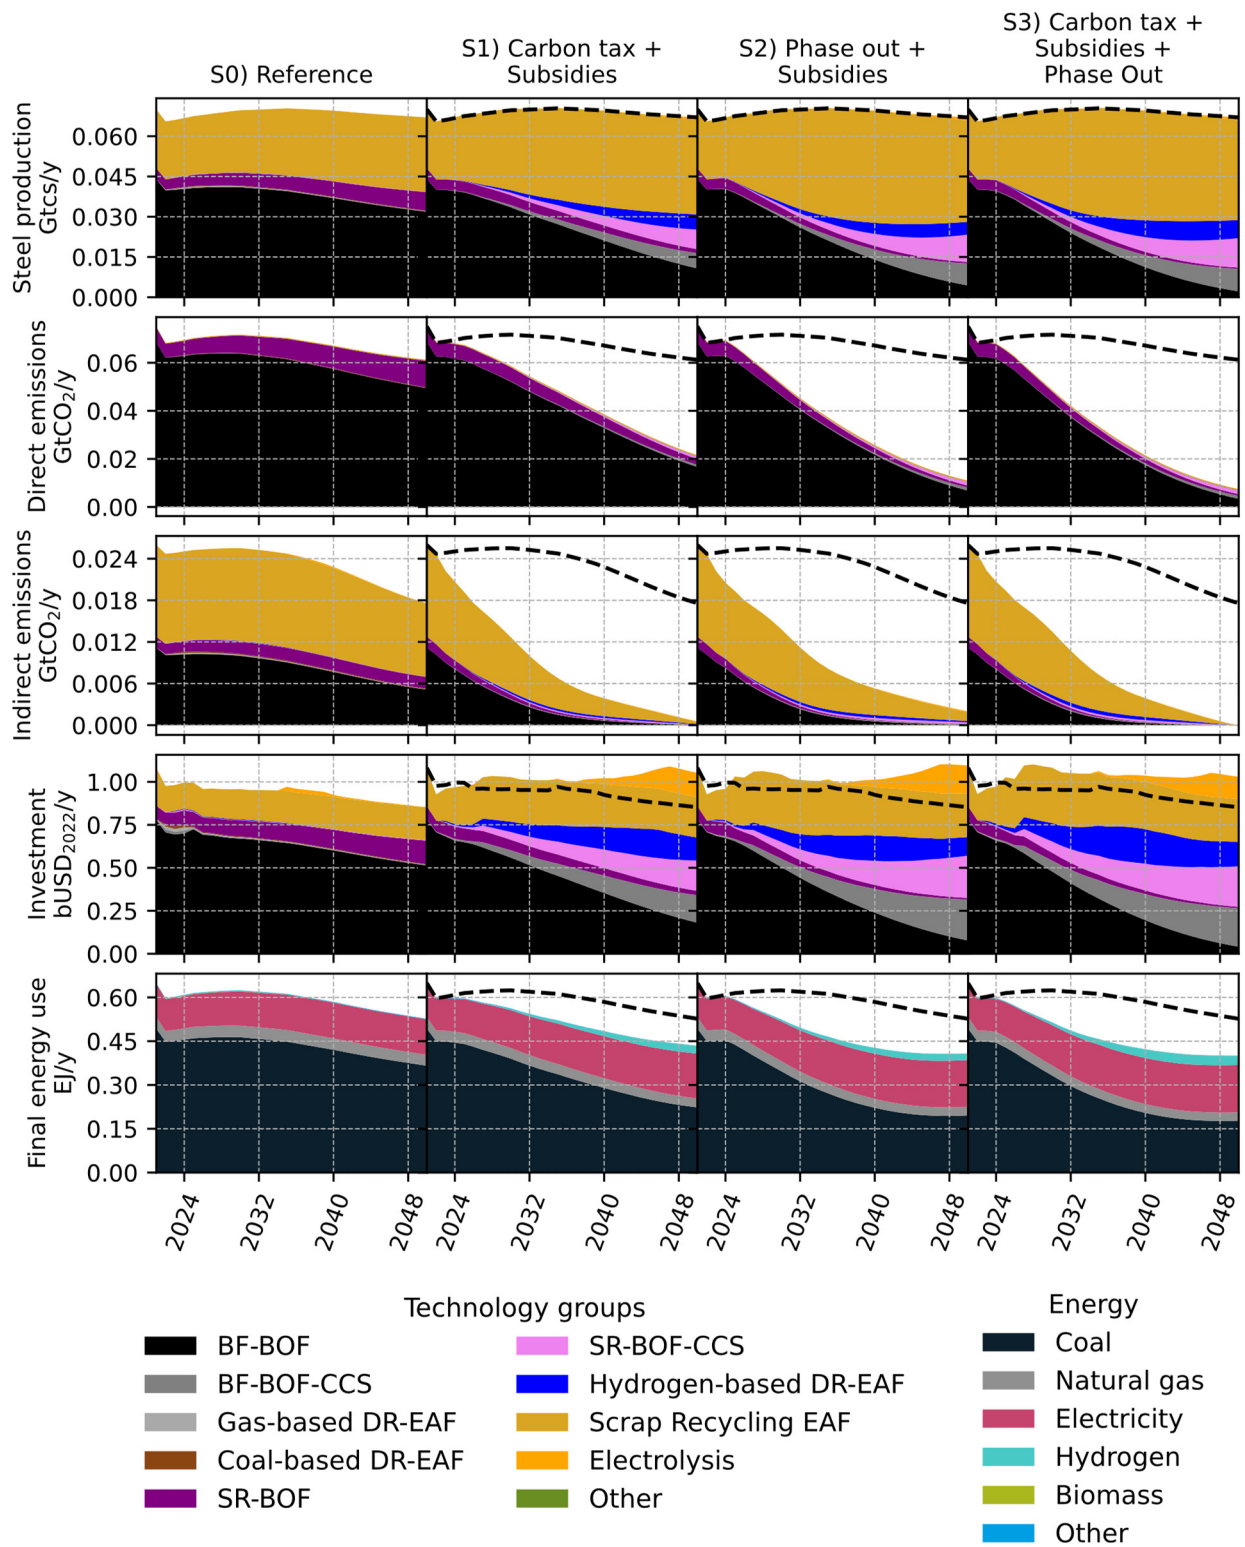 S0) Reference
S1) Carbon tax +
Subsidies
S2) Phase out +
Subsidies
S3) Carbon tax +
Subsidies +
Phase Out
Steel production
Gtcs/y
0.060
0.045
0.030
0.015
0.000
Direct emissions
GtCO2/y
0.06
0.04
0.02
0.00
Indirect emissions
GtCO2/y
0.024
0.018
0.012
0.006
0.000
Investment
bUSD2022/y
1.00
0.75
0.50
0.25
0.00
Final energy use
EJ/y
0.60
0.45
0.30
0.15
0.00
2024 2032 2040 2048 2024 2032 2040 2048 2024 2032 2040 2048 2024 2032 2040 2048
Technology groups
BF-BOF
BF-BOF-CCS
Gas-based DR-EAF
Coal-based DR-EAF
SR-BOF
SR-BOF-CCS
Hydrogen-based DR-EAF
Scrap Recycling EAF
Electrolysis
Other
Energy
Coal
Natural gas
Electricity
Hydrogen
Biomass
Other